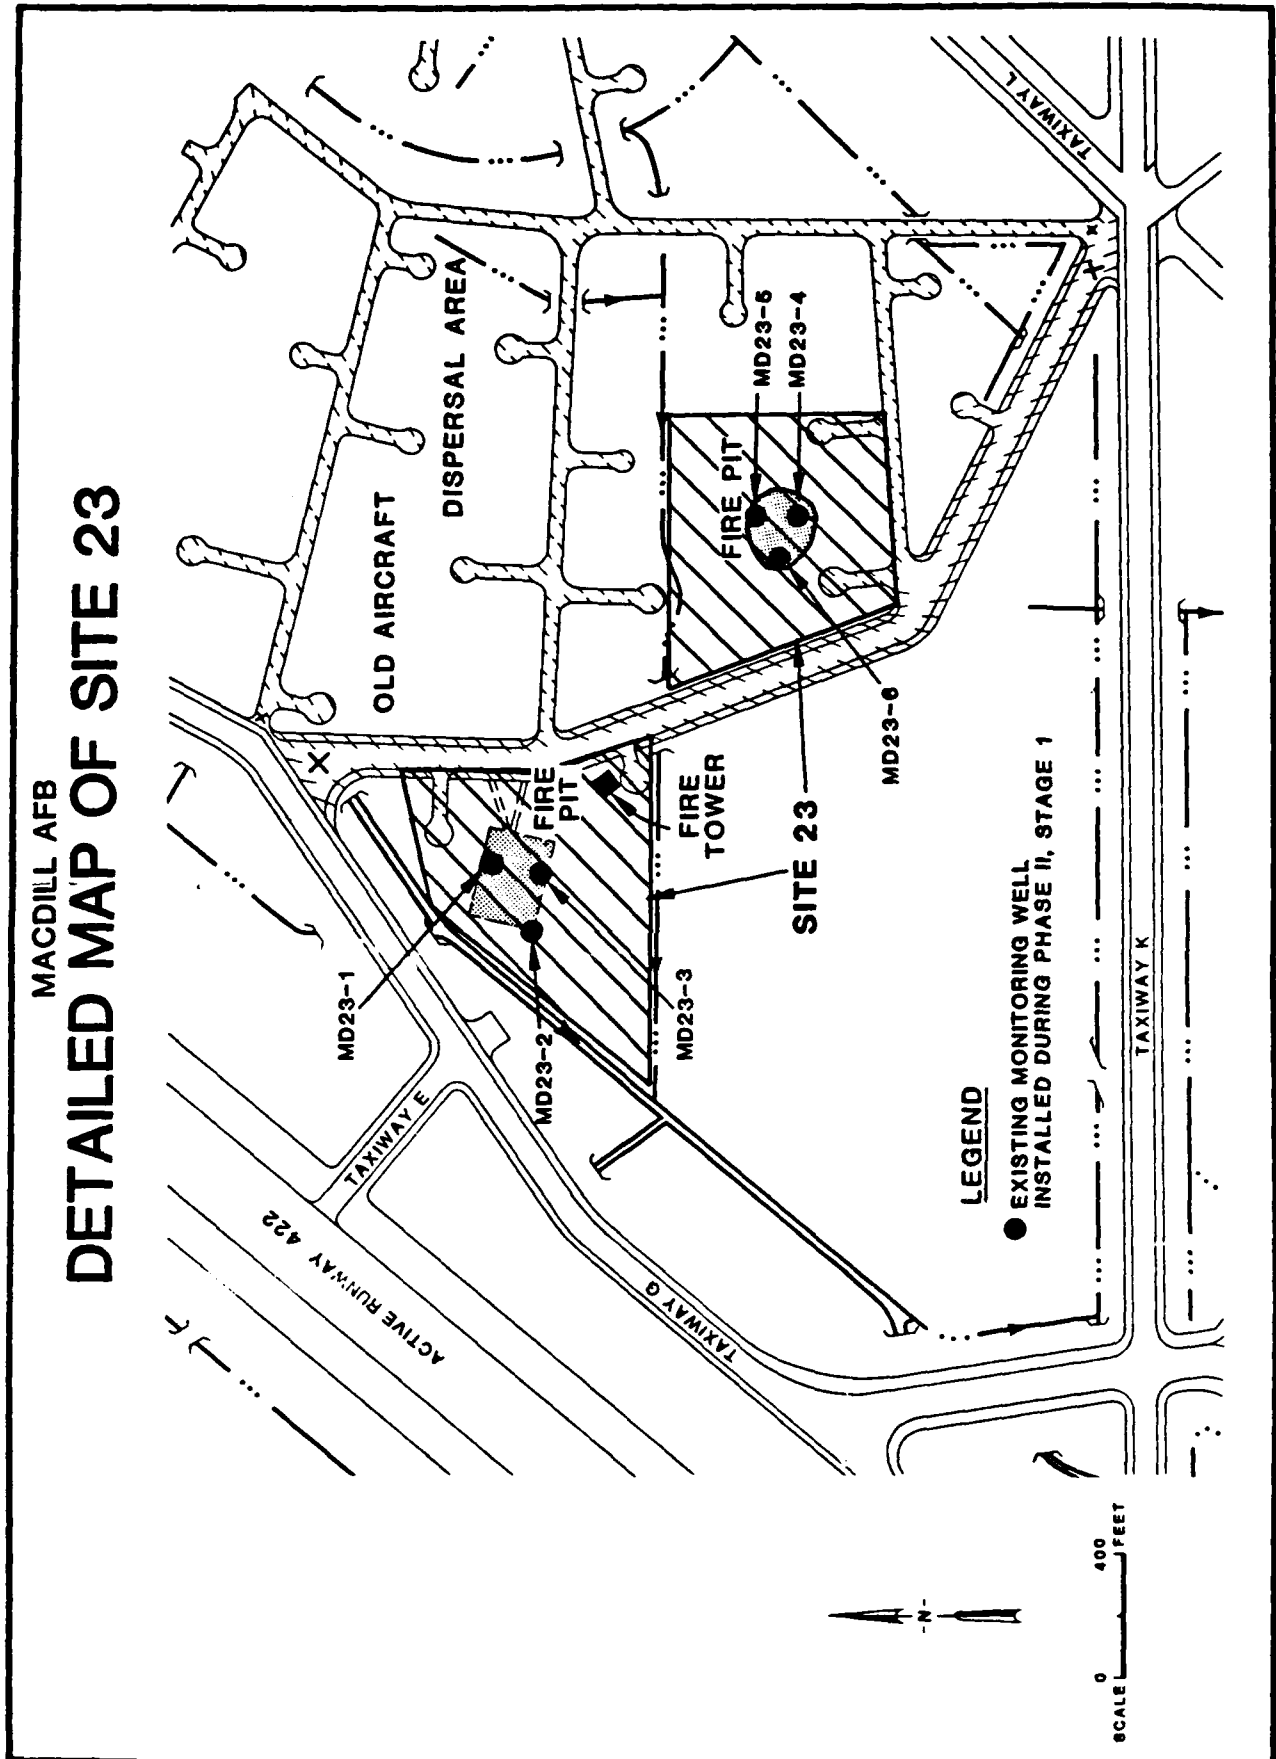 MACDILL AFB
DETAILED MAP OF SITE 23
OLD AIRCRAFT
DISPERSAL AREA
TAXIWAY L
MD23-5
MD23-4
FIRE PIT
MD23-6
FIRE
PIT
FIRE
TOWER
SITE 23
MD23-1
MD23-2
MD23-3
TAXIWAY E
ACTIVE RUNWAY 422
TAXIWAY G
TAXIWAY K
LEGEND
EXISTING MONITORING WELL
INSTALLED DURING PHASE II, STAGE 1
-N-
0 400
SCALE FEET